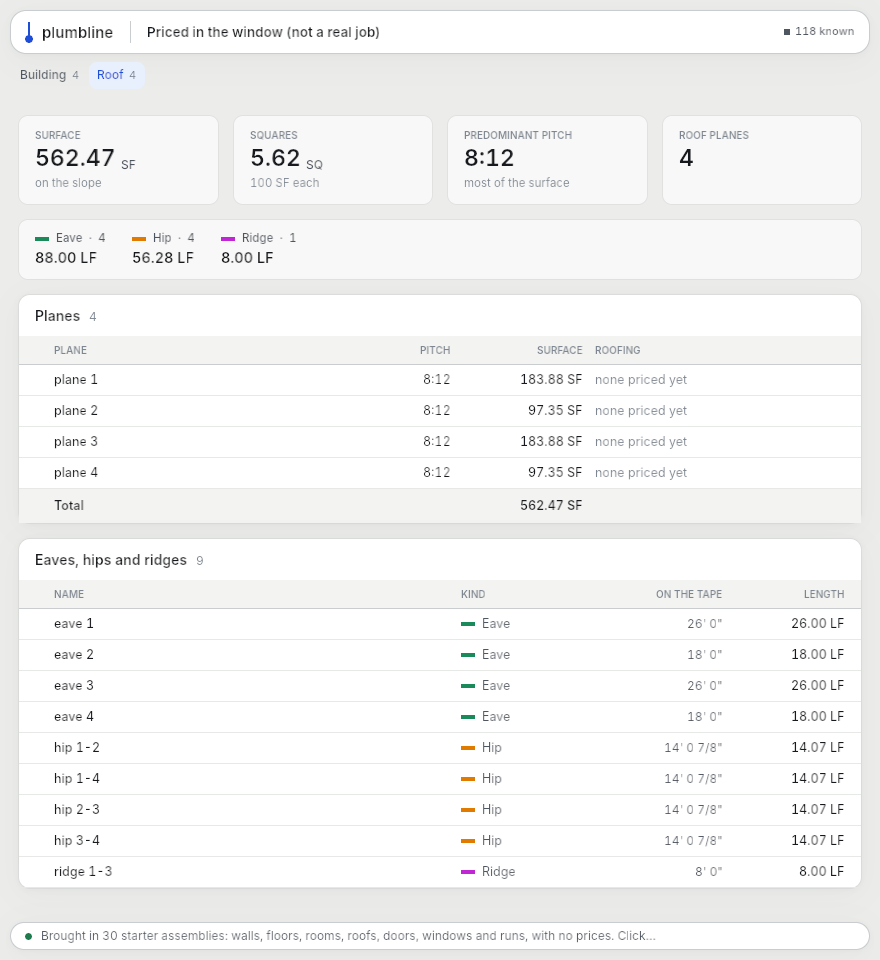 plumbline
Priced in the window (not a real job)
118 known
Building 4
Roof 4
SURFACE
562.47 SF
on the slope
SQUARES
5.62 SQ
100 SF each
PREDOMINANT PITCH
8:12
most of the surface
ROOF PLANES
4
Eave · 4
88.00 LF
Hip · 4
56.28 LF
Ridge · 1
8.00 LF
Planes 4
PLANE PITCH SURFACE ROOFING
plane 1 8:12 183.88 SF none priced yet
plane 2 8:12 97.35 SF none priced yet
plane 3 8:12 183.88 SF none priced yet
plane 4 8:12 97.35 SF none priced yet
Total 562.47 SF
Eaves, hips and ridges 9
NAME KIND ON THE TAPE LENGTH
eave 1 Eave 26' 0" 26.00 LF
eave 2 Eave 18' 0" 18.00 LF
eave 3 Eave 26' 0" 26.00 LF
eave 4 Eave 18' 0" 18.00 LF
hip 1-2 Hip 14' 0 7/8" 14.07 LF
hip 1-4 Hip 14' 0 7/8" 14.07 LF
hip 2-3 Hip 14' 0 7/8" 14.07 LF
hip 3-4 Hip 14' 0 7/8" 14.07 LF
ridge 1-3 Ridge 8' 0" 8.00 LF
Brought in 30 starter assemblies: walls, floors, rooms, roofs, doors, windows and runs, with no prices. Click...